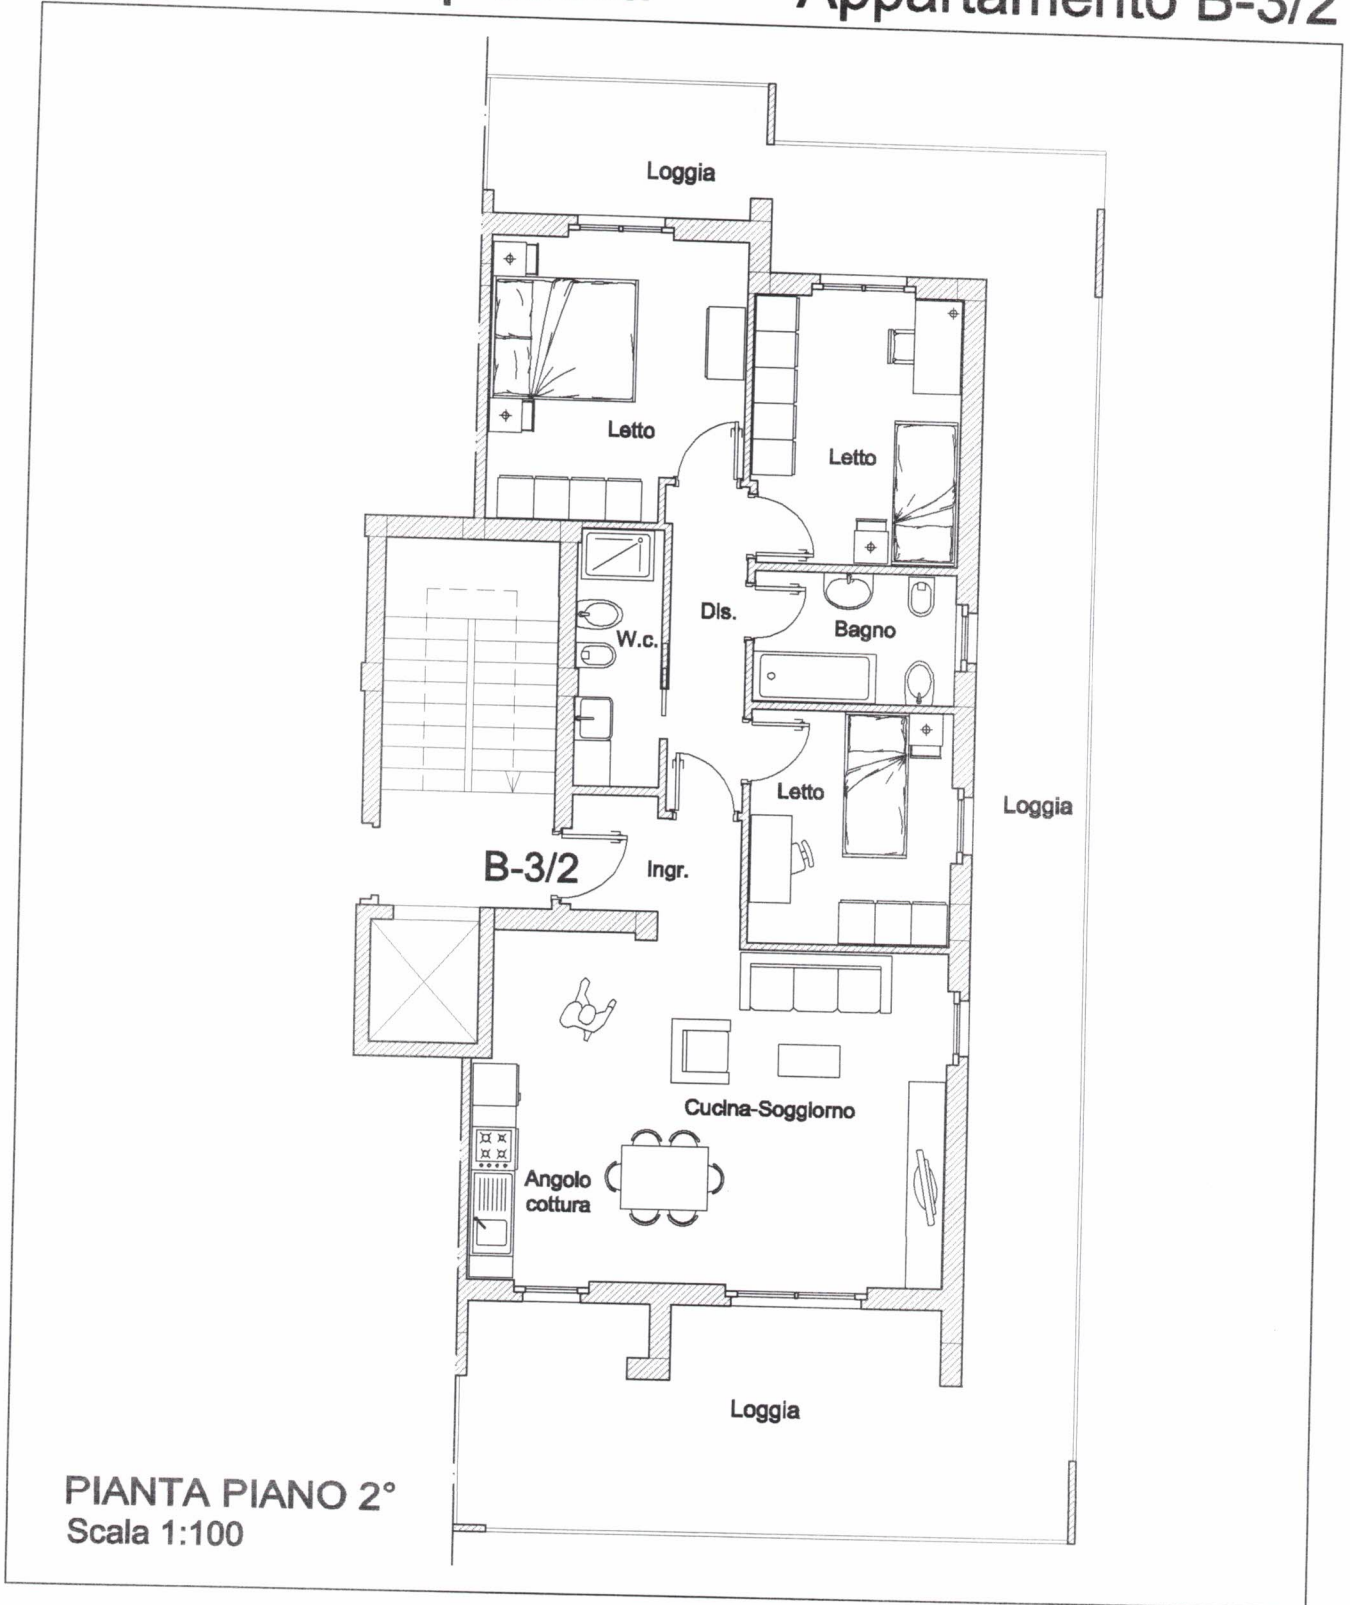 Appartamento B-3/2
Loggia
Letto
Letto
Dis.
W.c.
Bagno
Letto
Loggia
B-3/2
Ingr.
Cucina-Soggiorno
Angolo
cottura
Loggia
PIANTA PIANO 2°
Scala 1:100